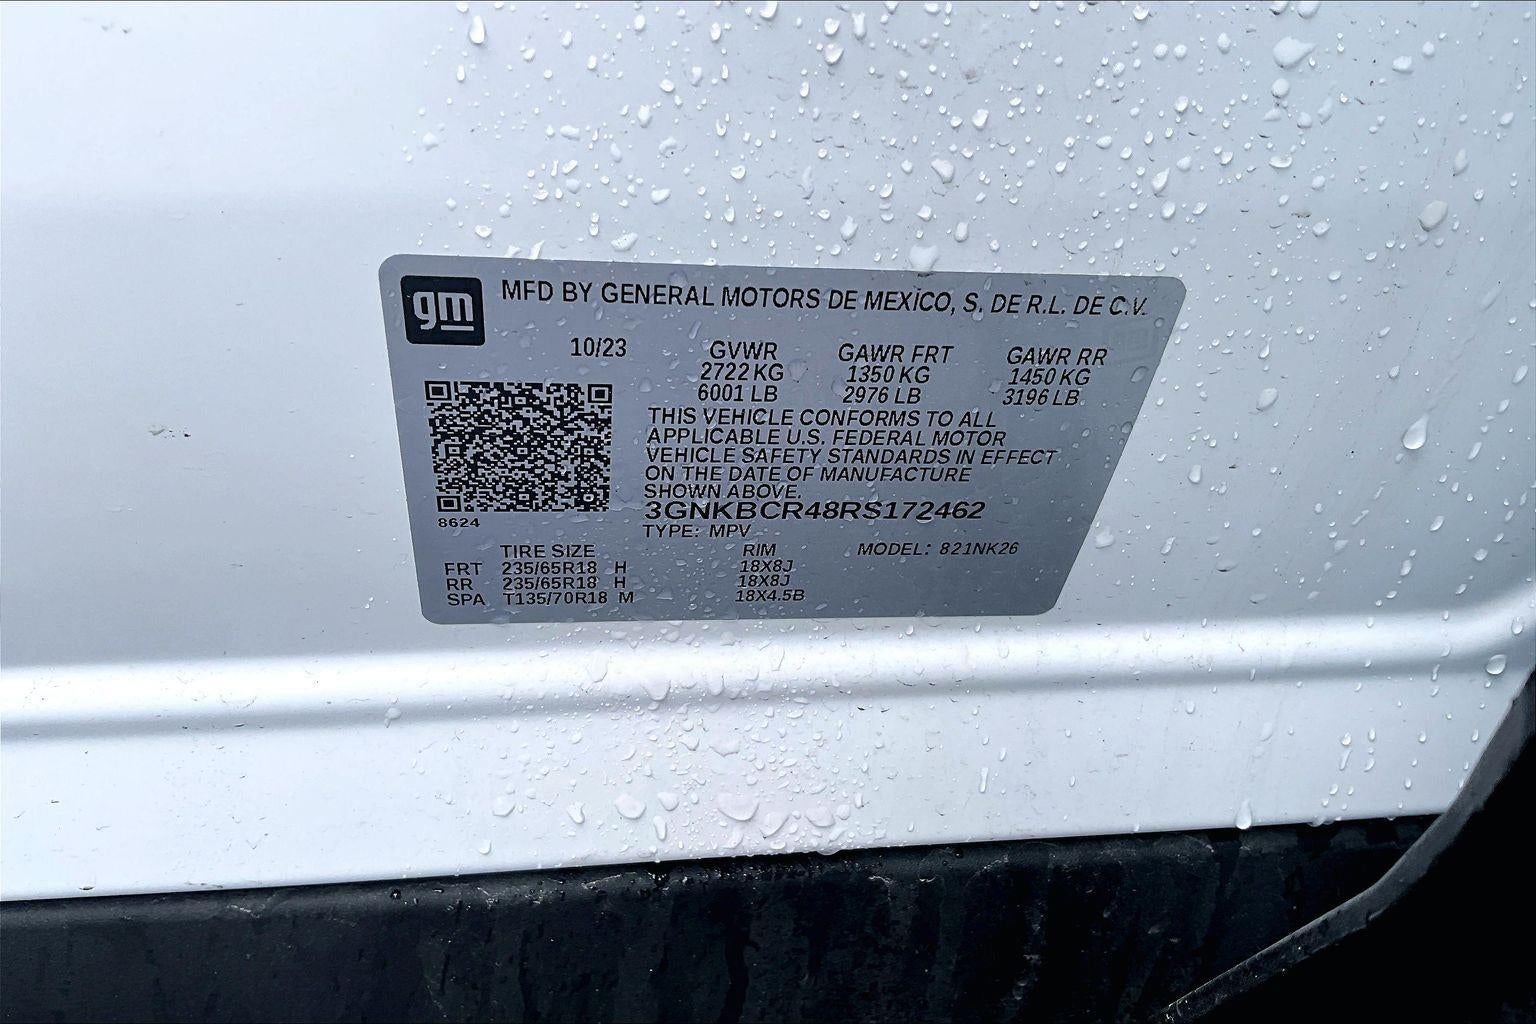 gm MFD BY GENERAL MOTORS DE MEXICO, S. DE R.L. DE C.V.
10/23 GVWR GAWR FRT GAWR RR
2722 KG 1350 KG 1450 KG
6001 LB 2976 LB 3196 LB
THIS VEHICLE CONFORMS TO ALL
APPLICABLE U.S. FEDERAL MOTOR
VEHICLE SAFETY STANDARDS IN EFFECT
ON THE DATE OF MANUFACTURE
SHOWN ABOVE.
3GNKBCR48RS172462
8624
TYPE: MPV
TIRE SIZE RIM MODEL: 821NK26
FRT 235/65R18 H 18X8J
RR 235/65R18 H 18X8J
SPA T135/70R18 M 18X4.5B